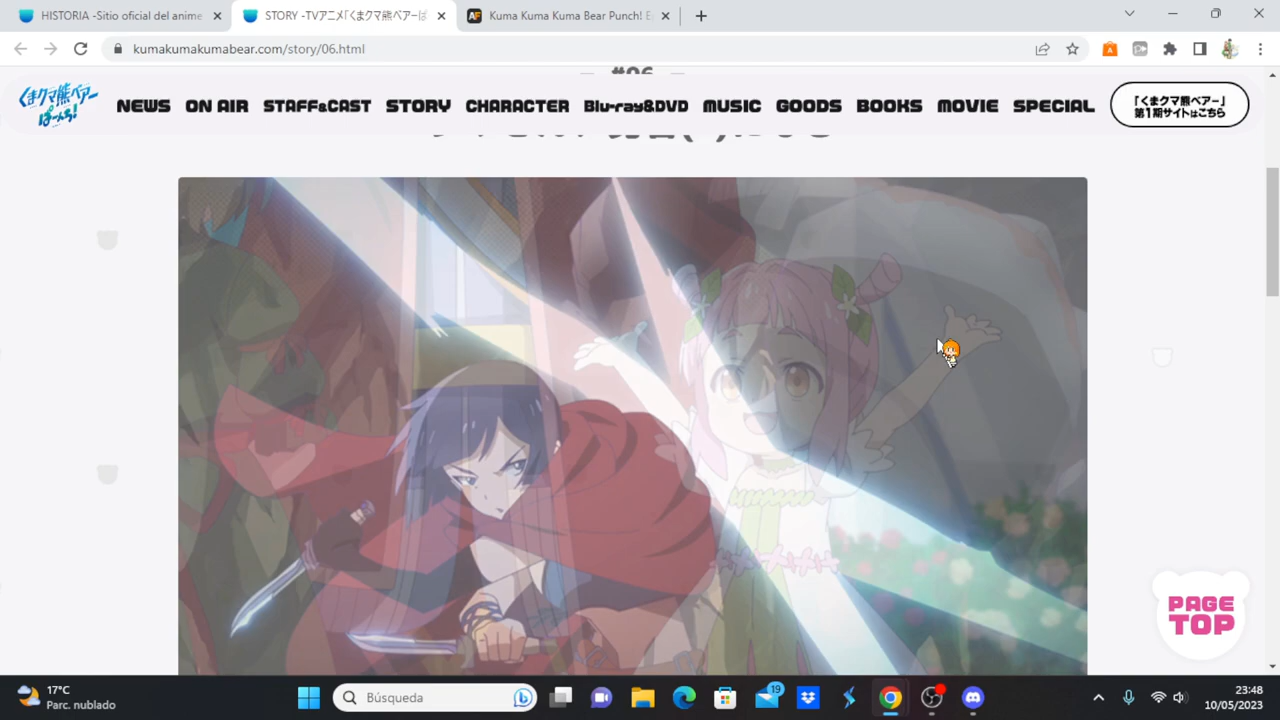 HISTORIA -Sitio oficial del anime
STORY -TVアニメ「くまクマ熊ベアーぱ
Kuma Kuma Kuma Bear Punch! E
kumakumakumabear.com/story/06.html
#06
くまクマ熊ベアー
ぱーんち!
NEWS
ON AIR
STAFF&CAST
STORY
CHARACTER
Blu-ray&DVD
MUSIC
GOODS
BOOKS
MOVIE
SPECIAL
「くまクマ熊ベアー」
第1期サイトはこちら
PAGE
TOP
17°C
Parc. nublado
Búsqueda
19
23:48
10/05/2023